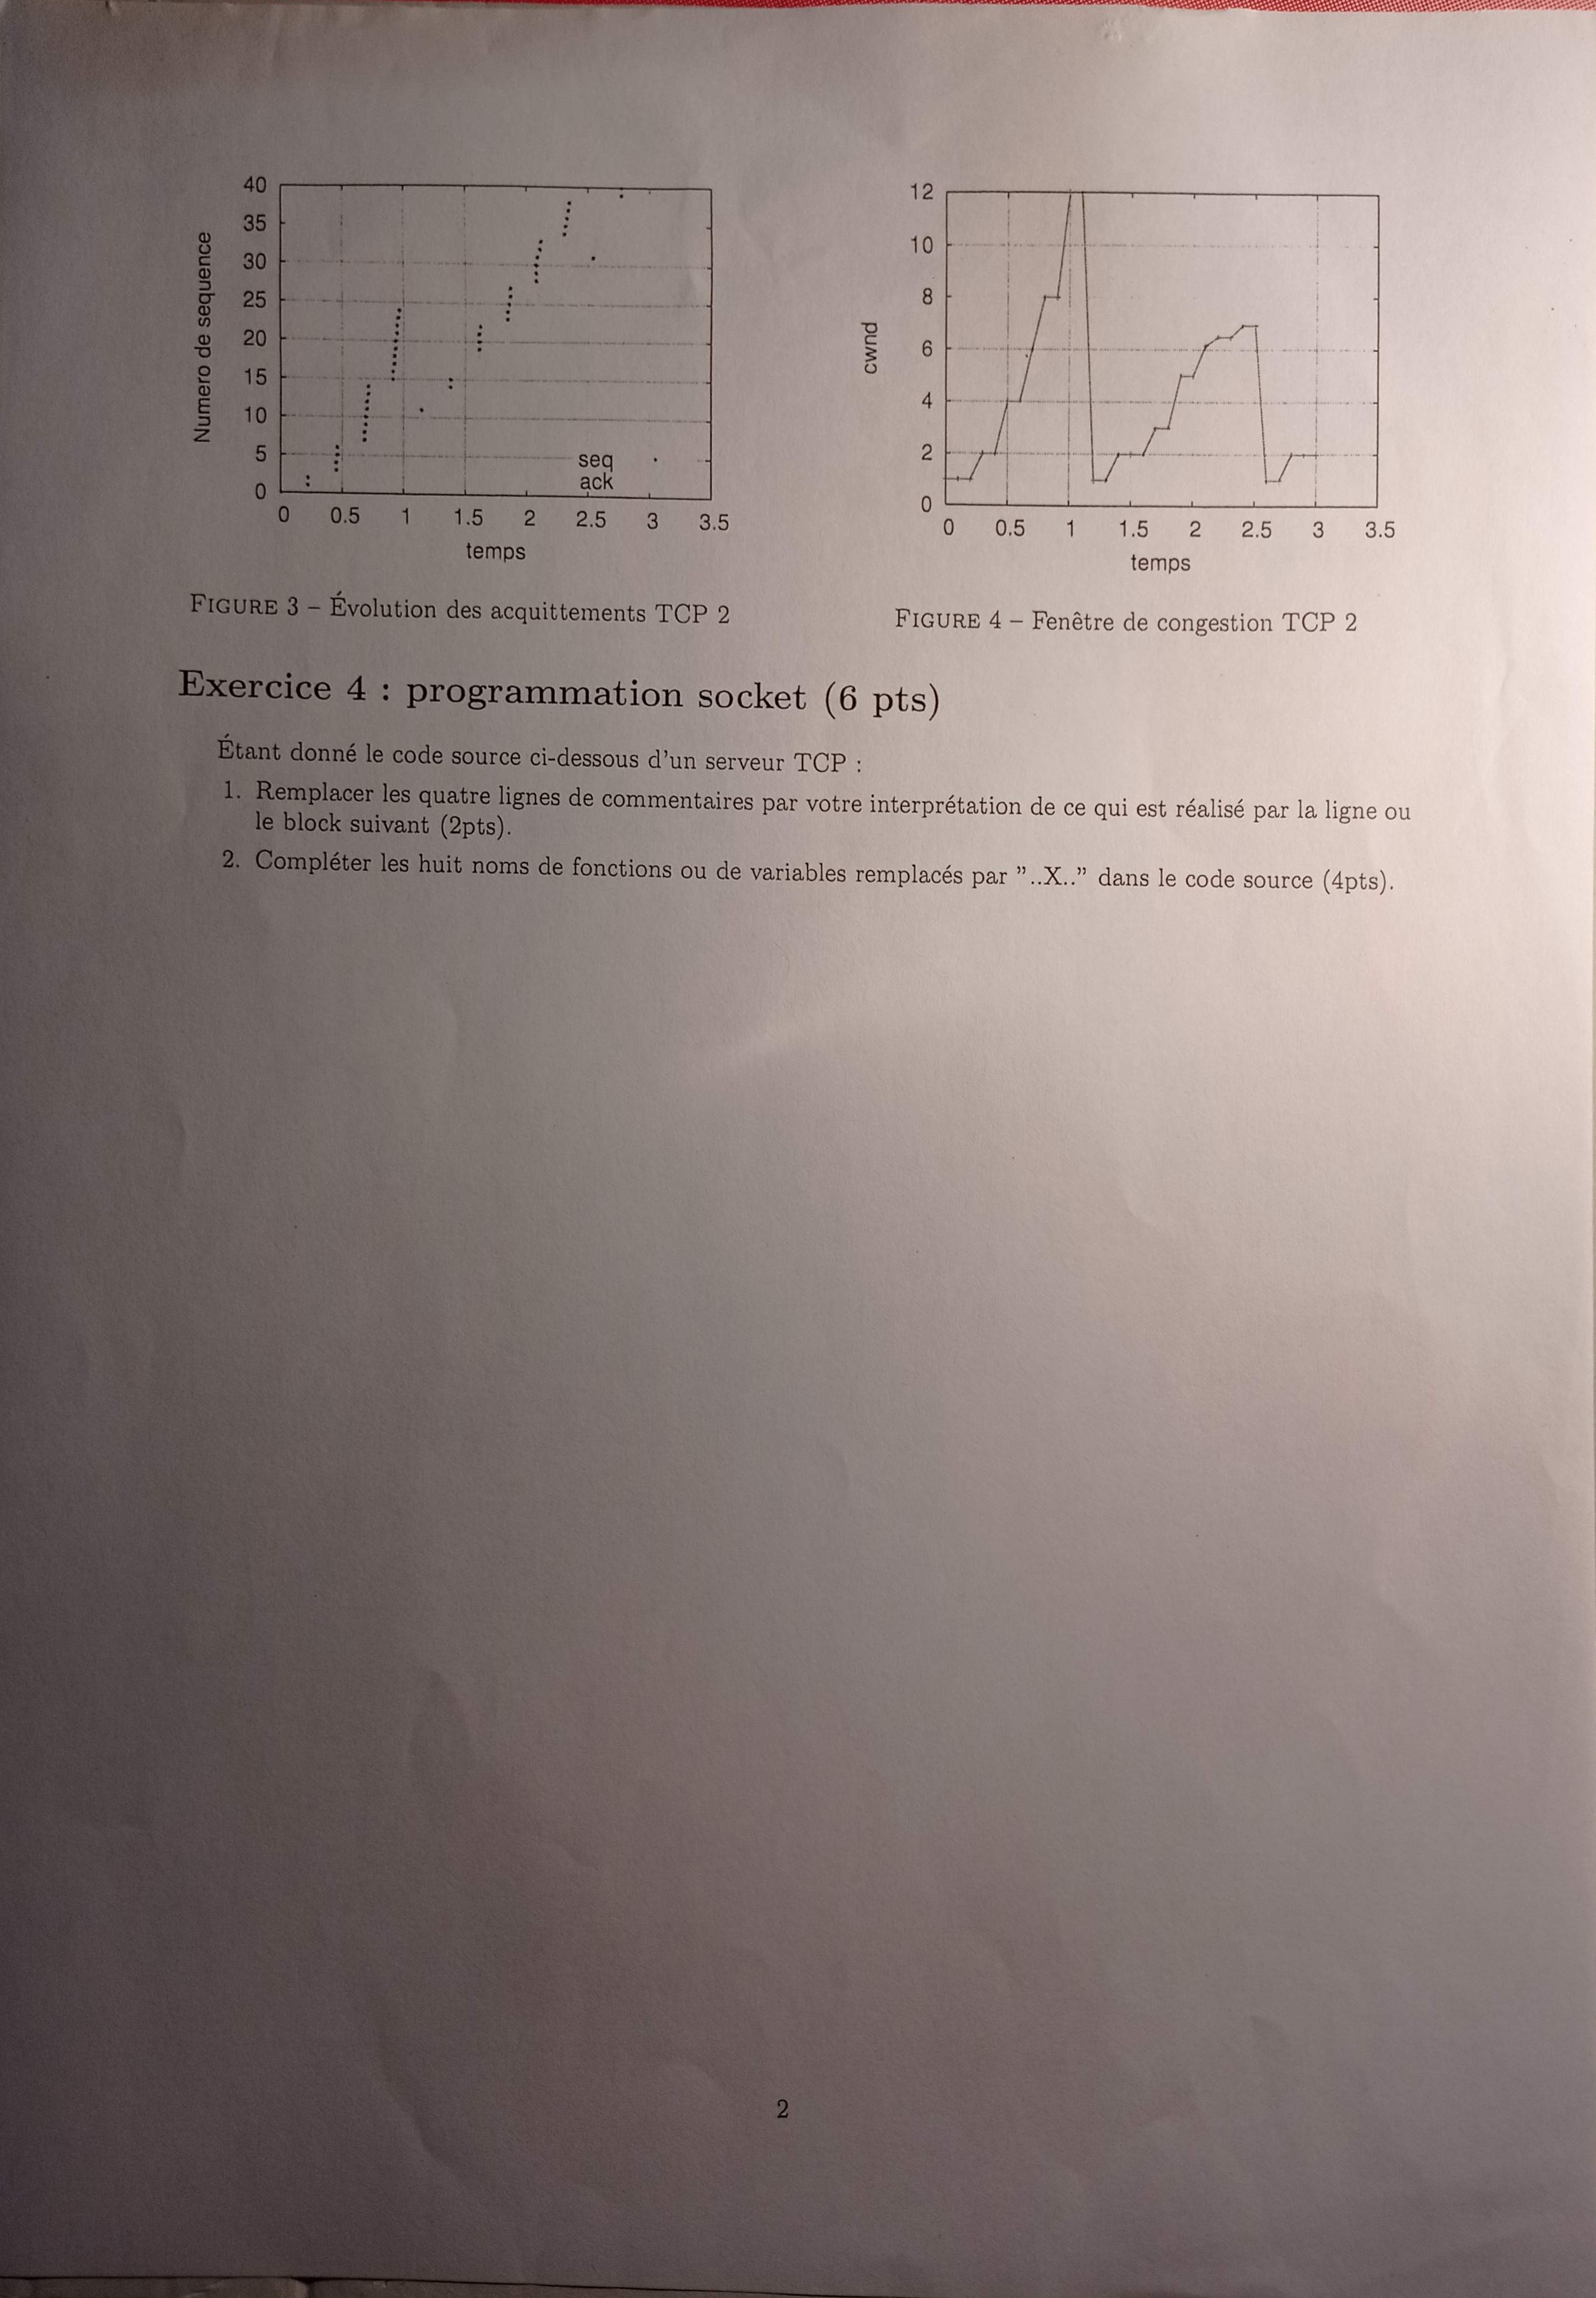 40
35
30
25
20
15
10
5
0
Numero de sequence
seq
ack
0 0.5 1 1.5 2 2.5 3 3.5
temps
FIGURE 3 – Évolution des acquittements TCP 2
12
10
8
6
4
2
0
cwnd
0 0.5 1 1.5 2 2.5 3 3.5
temps
FIGURE 4 – Fenêtre de congestion TCP 2
Exercice 4 : programmation socket (6 pts)
Étant donné le code source ci-dessous d'un serveur TCP :
1. Remplacer les quatre lignes de commentaires par votre interprétation de ce qui est réalisé par la ligne ou
le block suivant (2pts).
2. Compléter les huit noms de fonctions ou de variables remplacés par "..X.." dans le code source (4pts).
2